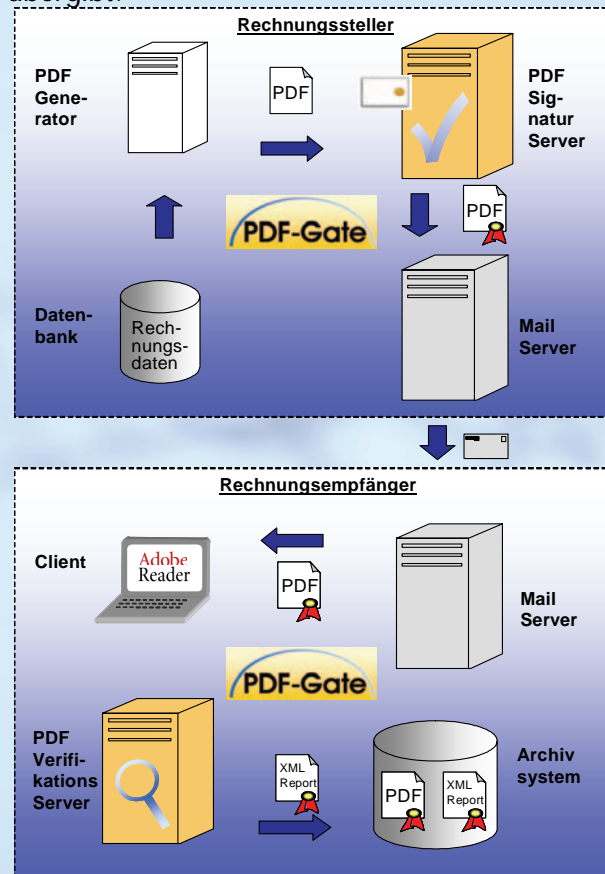 Rechnungssteller
PDF
Gene-
rator
PDF
PDF
Sig-
natur
Server
PDF-Gate
PDF
Daten-
bank
Rech-
nungs-
daten
Mail
Server
Rechnungsempfänger
Client
Adobe
Reader
PDF
Mail
Server
PDF-Gate
PDF
Verifi-
kations
Server
XML
Report
PDF
XML
Report
Archiv
system